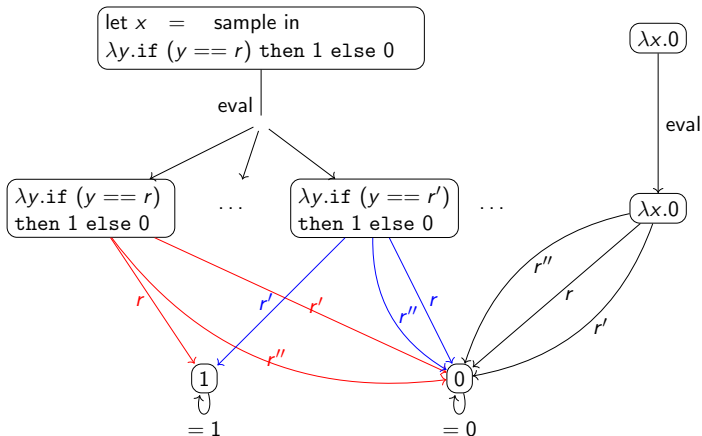 let x = sample in
λy.if (y == r) then 1 else 0
λx.0
eval
eval
λy.if (y == r)
then 1 else 0
...
λy.if (y == r′)
then 1 else 0
...
λx.0
r
r′
r′
r″
r″
r
r″
r
r′
1
0
= 1
= 0